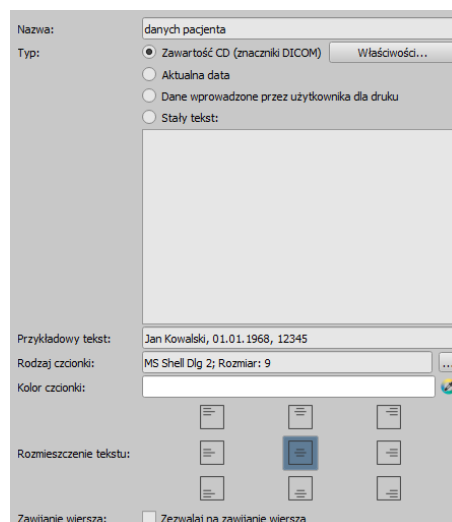 Nazwa: danych pacjenta
Typ: Zawartość CD (znaczniki DICOM) Właściwości...
Aktualna data
Dane wprowadzone przez użytkownika dla druku
Stały tekst:
Przykładowy tekst: Jan Kowalski, 01.01.1968, 12345
Rodzaj czcionki: MS Shell Dlg 2; Rozmiar: 9 ...
Kolor czcionki:
Rozmieszczenie tekstu:
Zawijanie wiersza: Zezwalaj na zawijanie wiersza